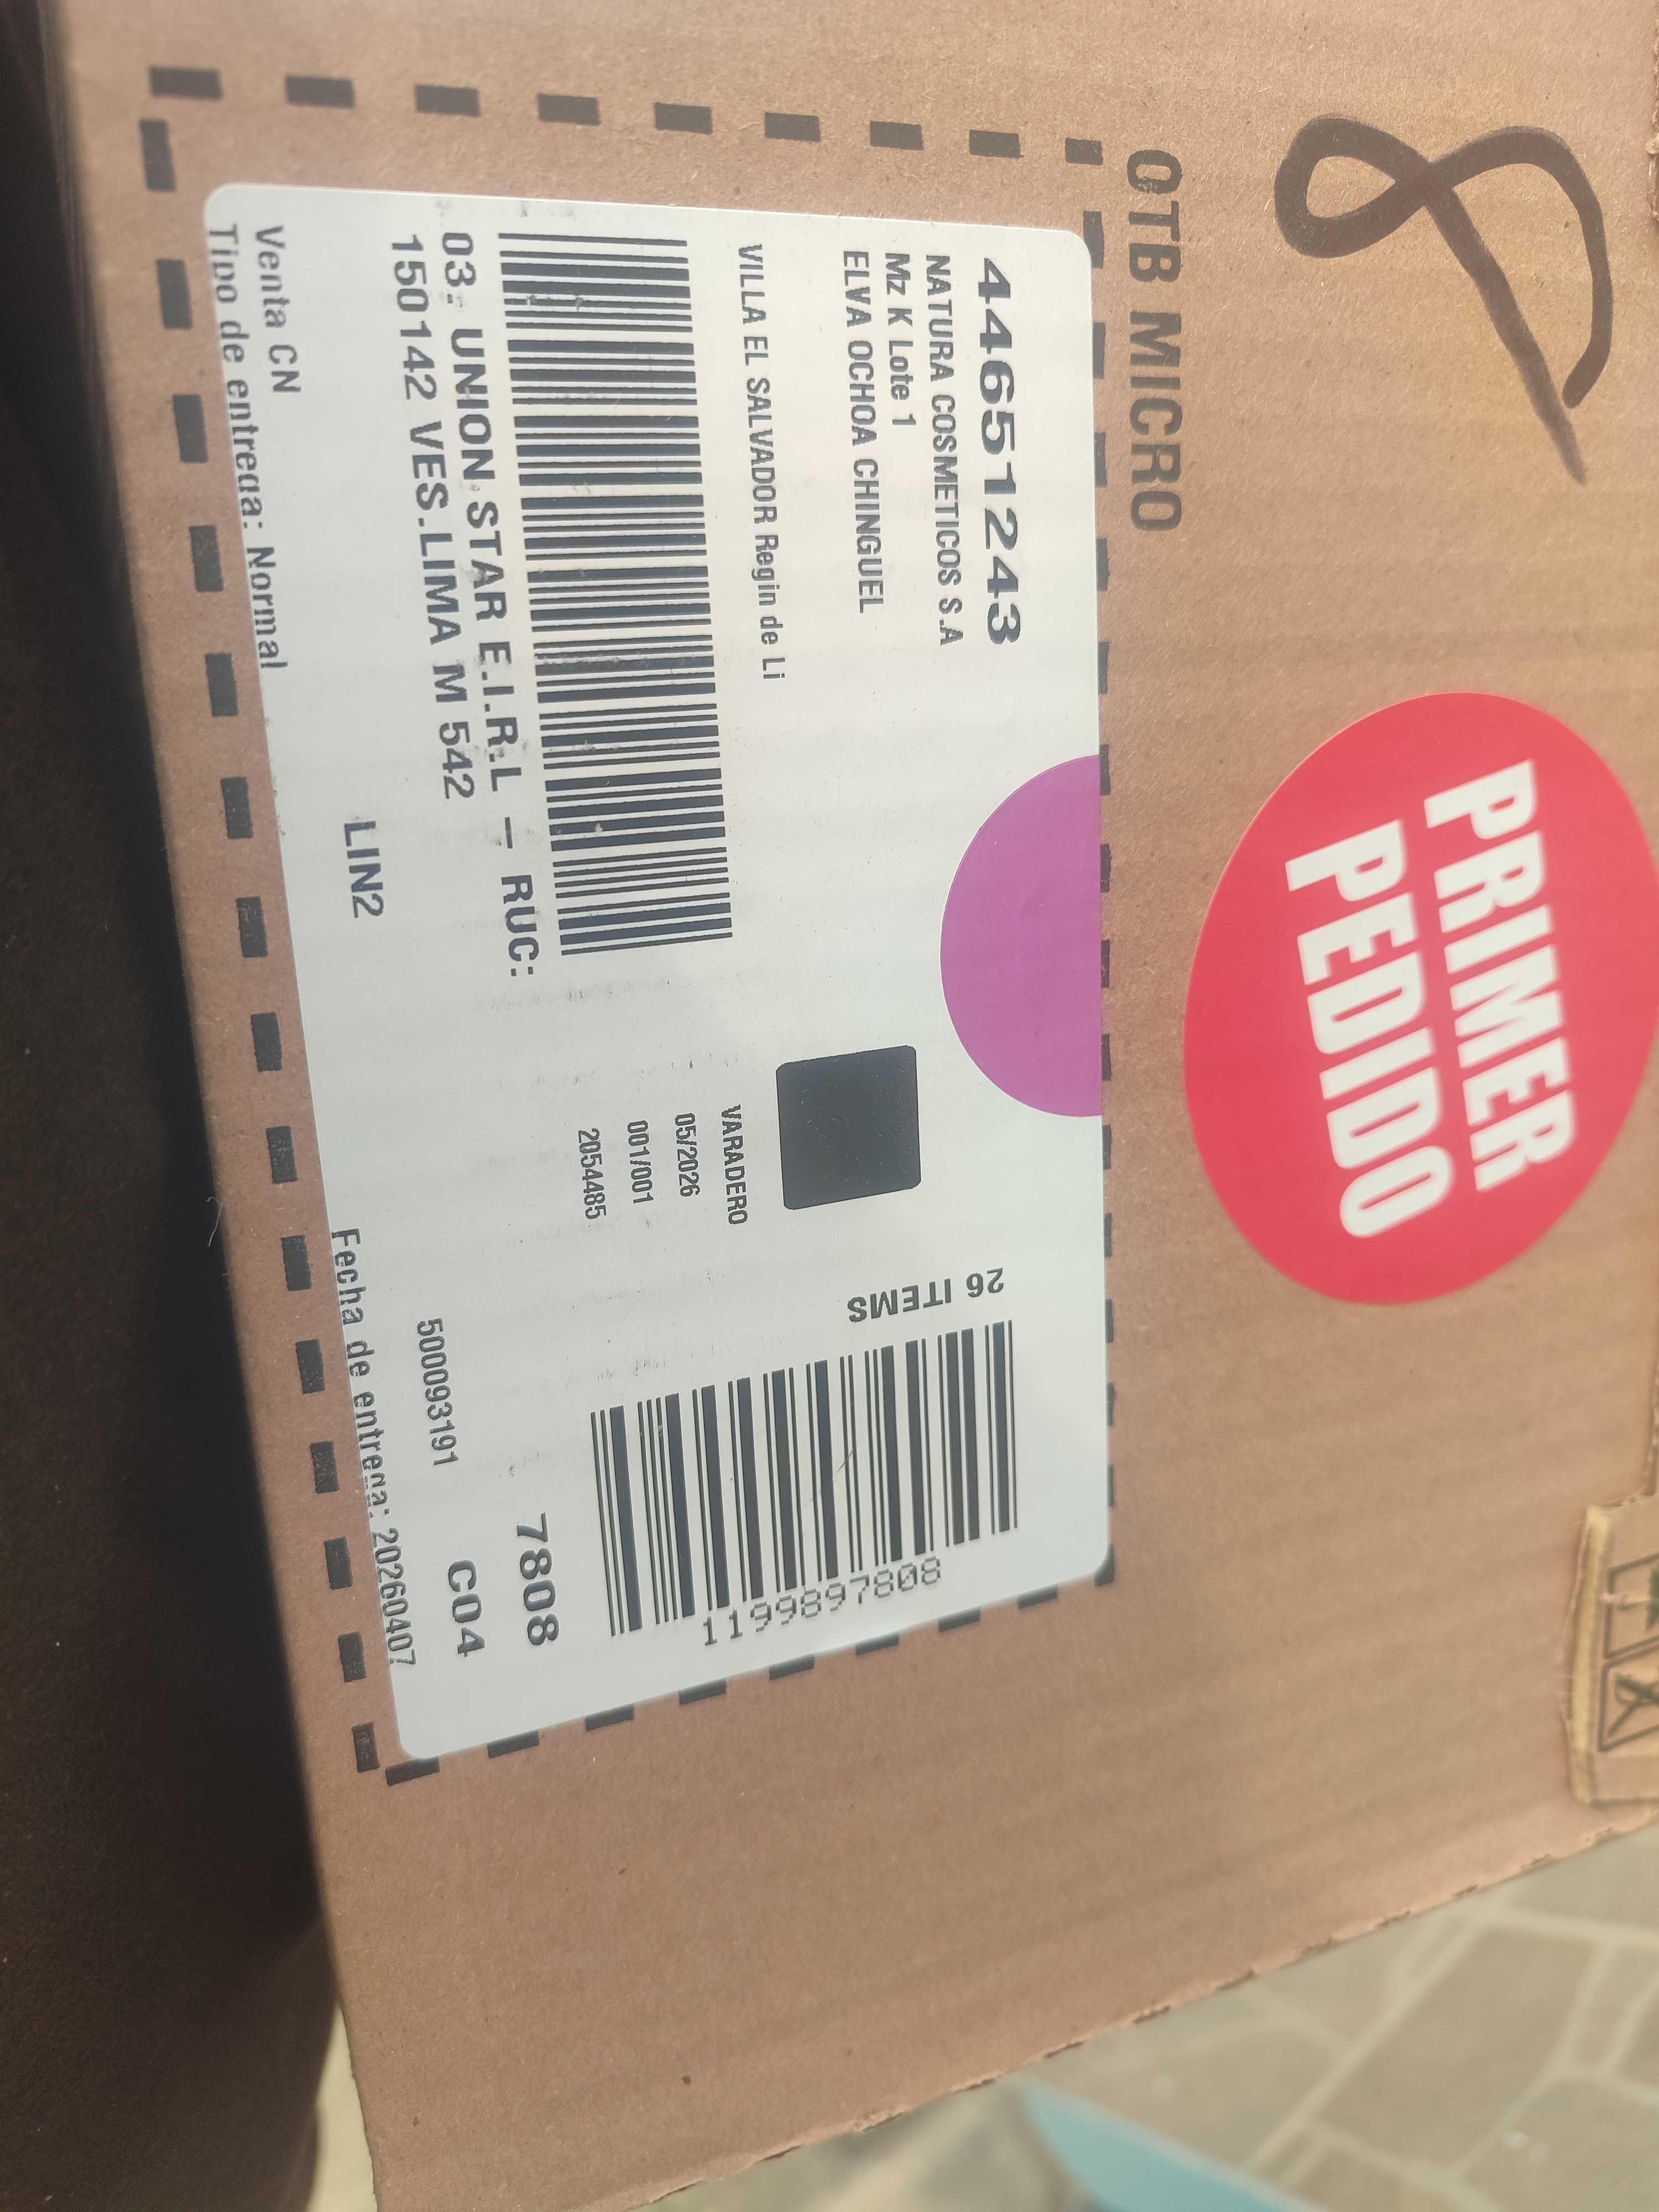 8
OTB MICRO
PRIMER
PEDIDO
44651243
NATURA COSMETICOS S.A
Mz K Lote 1
ELVA OCHOA CHINGUEL
VILLA EL SALVADOR Regin de Li
26 ITEMS
1199897808
VARADERO
05/2026
001/001
2054485
03. UNION STAR E.I.R.L – RUC:
150142 VES.LIMA M 542
7808
C04
LIN2
500093191
Venta CN
Tipo de entrega: Normal
Fecha de entrega: 20260407